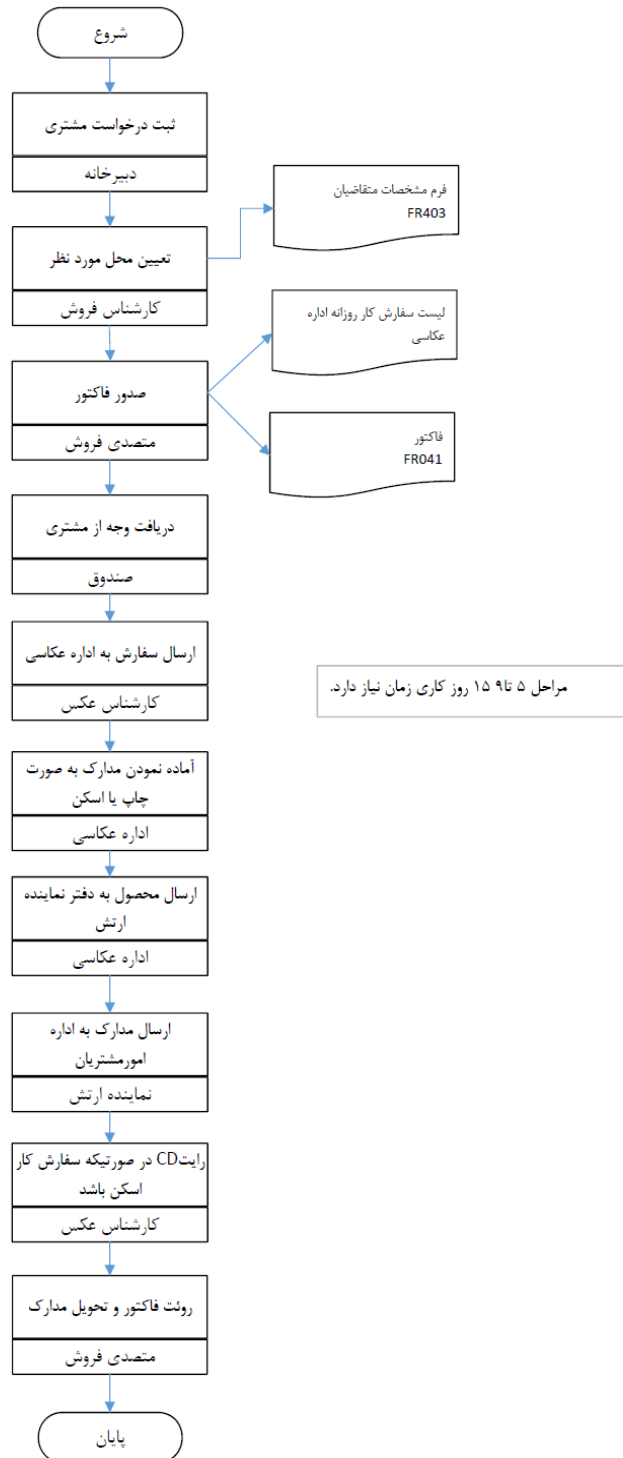 شروع
ثبت درخواست مشتری
دبیرخانه
فرم مشخصات متقاضیان
FR403
تعیین محل مورد نظر
کارشناس فروش
لیست سفارش کار روزانه اداره
عکاسی
صدور فاکتور
متصدی فروش
فاکتور
FR041
دریافت وجه از مشتری
صندوق
ارسال سفارش به اداره عکاسی
کارشناس عکس
مراحل ۵ تا۹ ۱۵ روز کاری زمان نیاز دارد.
آماده نمودن مدارک به صورت
چاپ یا اسکن
اداره عکاسی
ارسال محصول به دفتر نماینده
ارتش
اداره عکاسی
ارسال مدارک به اداره
امورمشتریان
نماینده ارتش
رایتCD در صورتیکه سفارش کار
اسکن باشد
کارشناس عکس
روئت فاکتور و تحویل مدارک
متصدی فروش
پایان